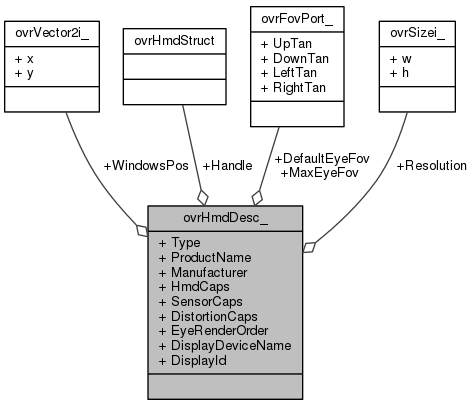 ovrVector2i_
+ x
+ y
ovrHmdStruct
ovrFovPort_
+ UpTan
+ DownTan
+ LeftTan
+ RightTan
ovrSizei_
+ w
+ h
+WindowsPos
+Handle
+DefaultEyeFov
+MaxEyeFov
+Resolution
ovrHmdDesc_
+ Type
+ ProductName
+ Manufacturer
+ HmdCaps
+ SensorCaps
+ DistortionCaps
+ EyeRenderOrder
+ DisplayDeviceName
+ DisplayId